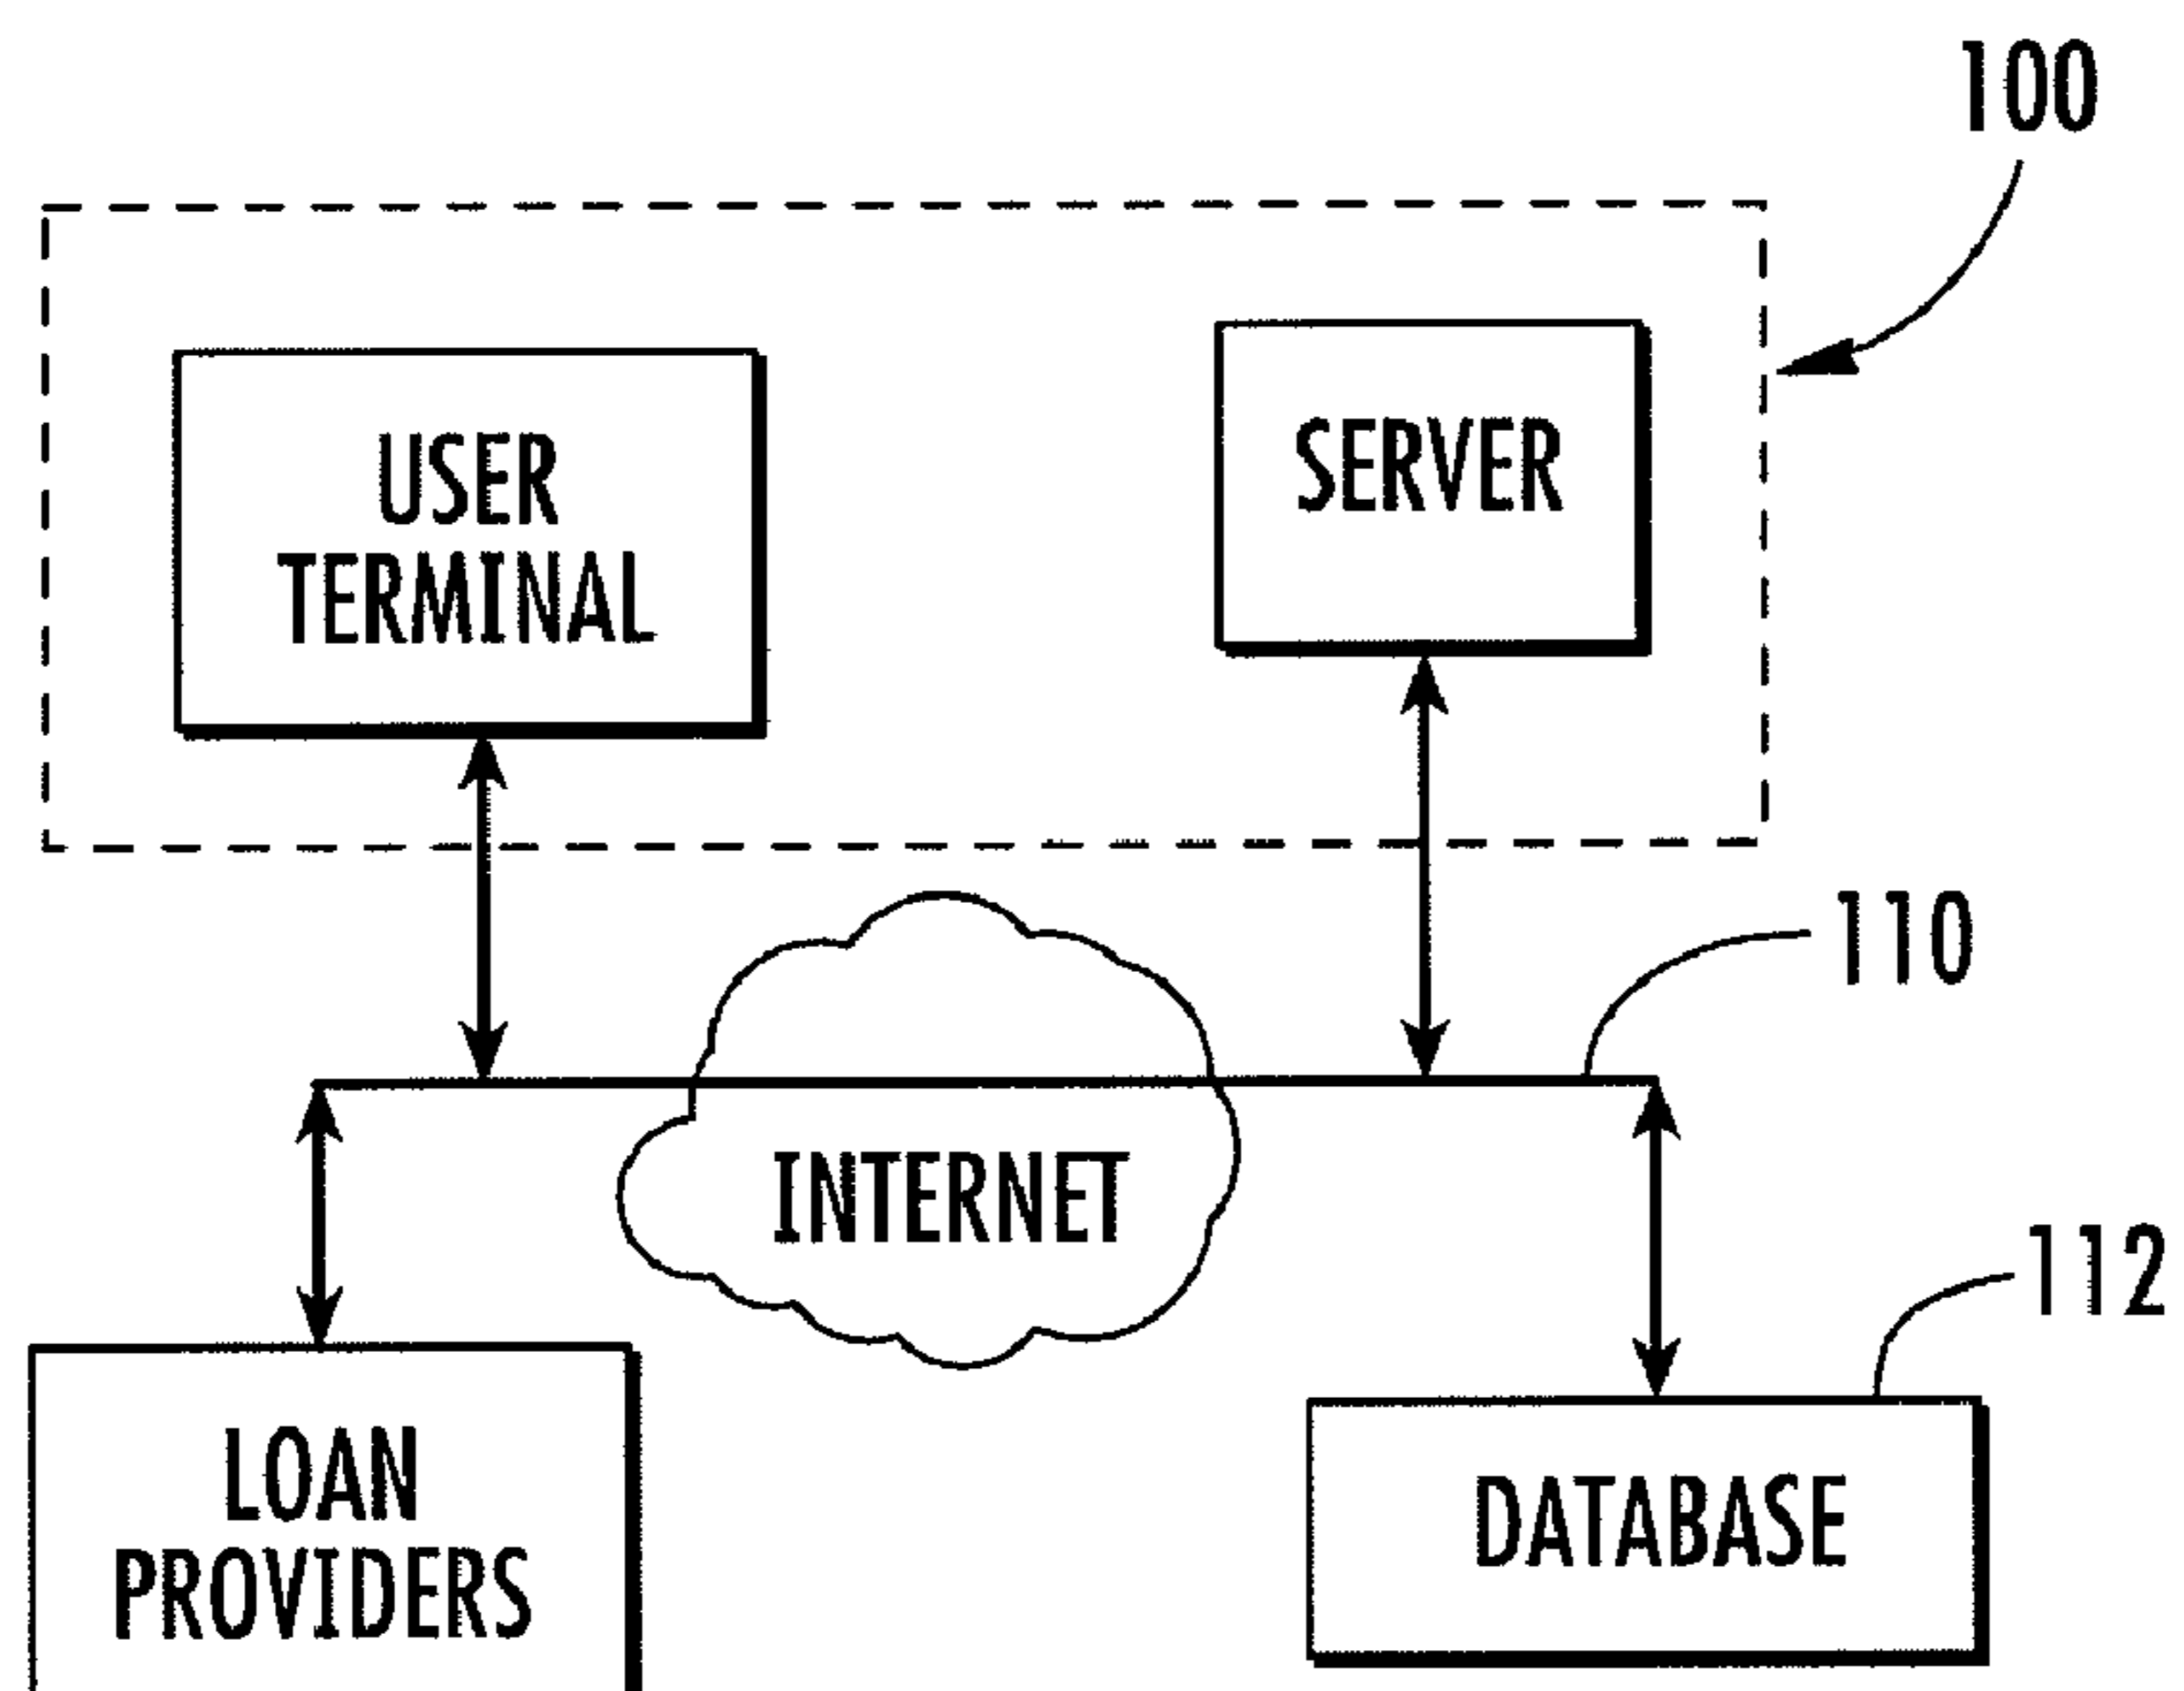 100
USER
TERMINAL
SERVER
110
INTERNET
112
LOAN
PROVIDERS
DATABASE